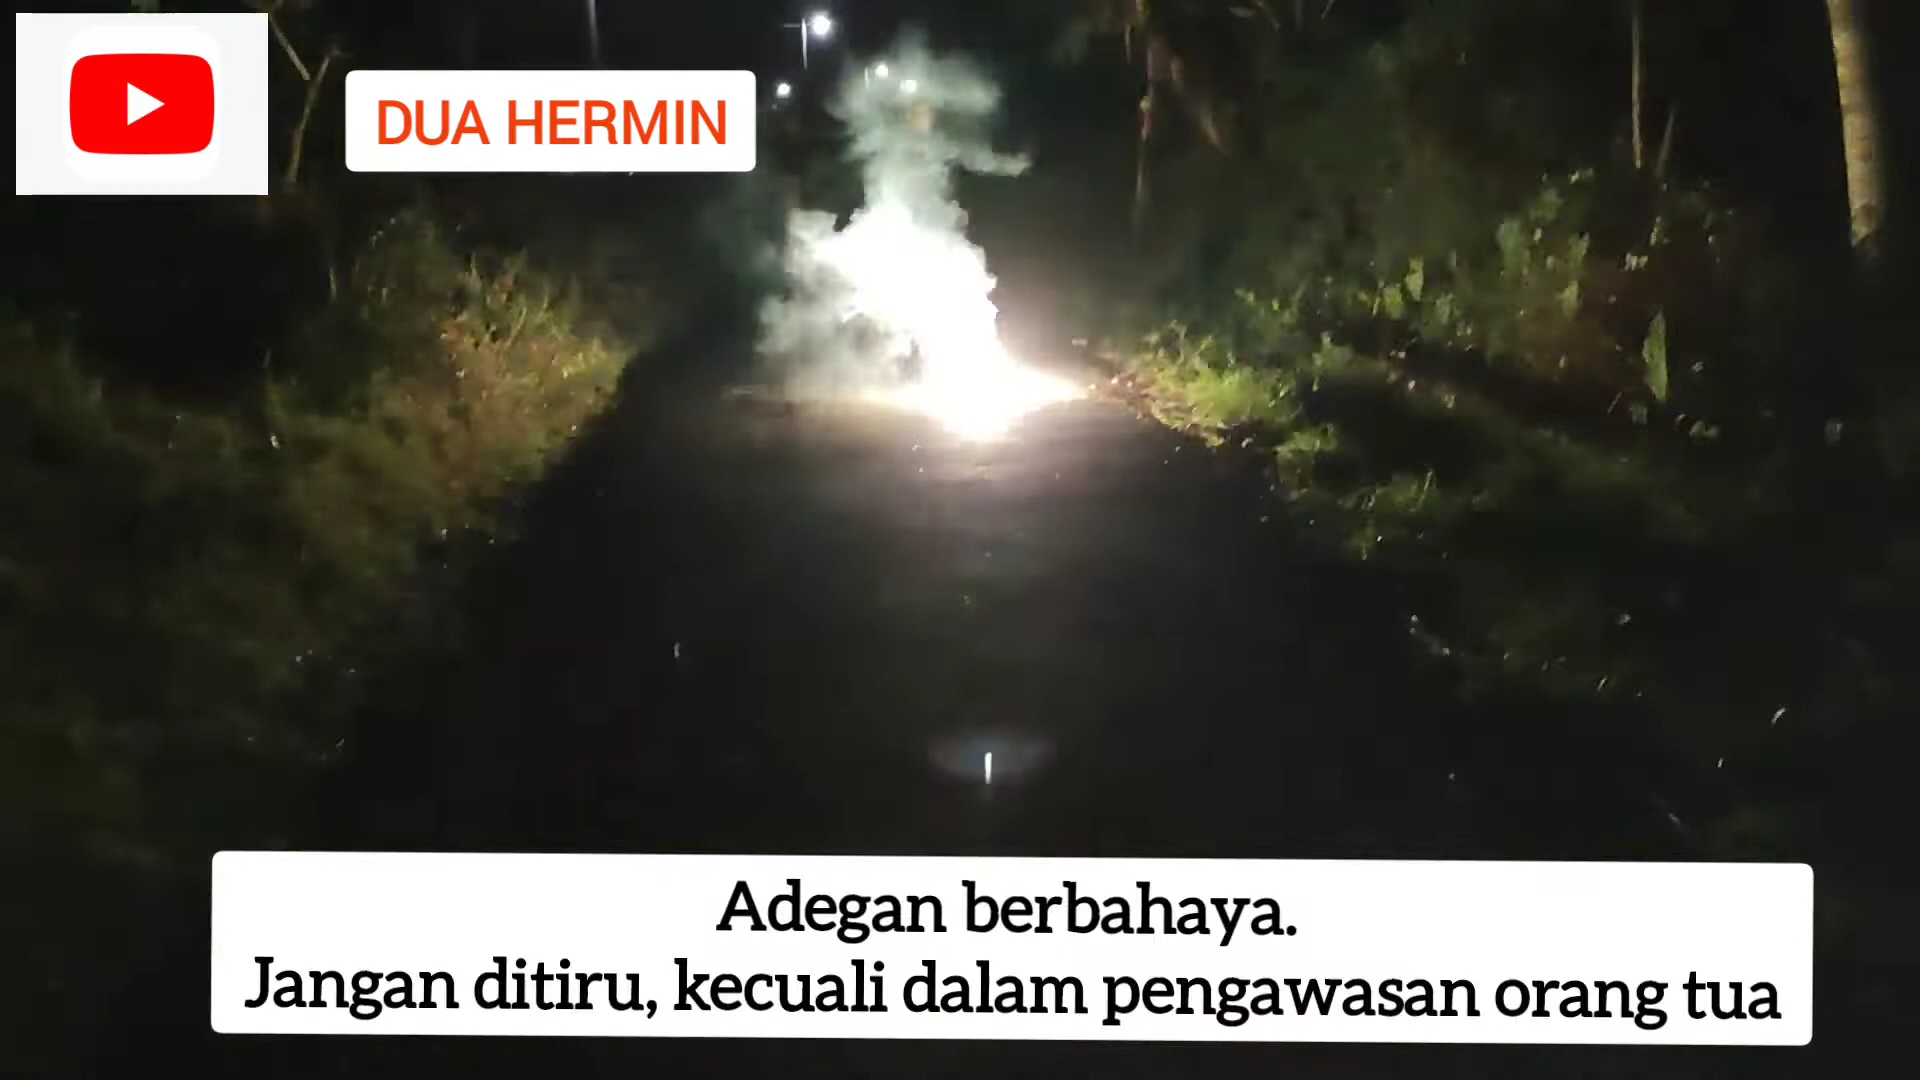 DUA HERMIN
Adegan berbahaya.
Jangan ditiru, kecuali dalam pengawasan orang tua